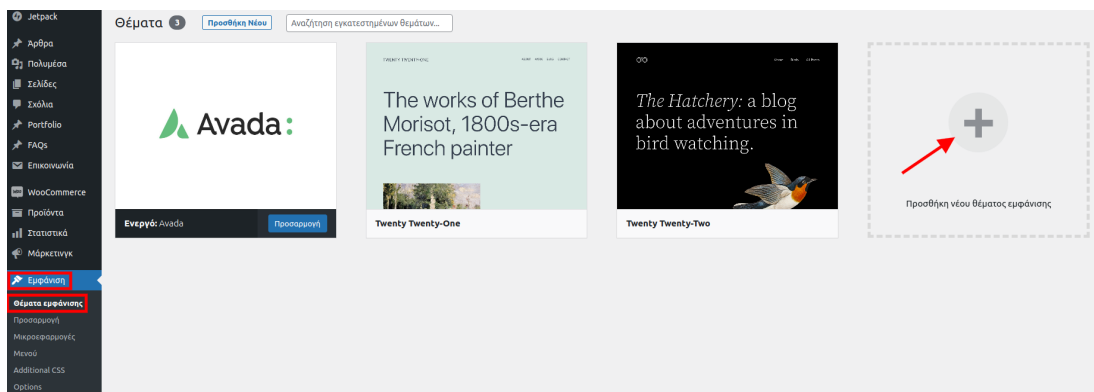 Jetpack
Άρθρα
Πολυμέσα
Σελίδες
Σχόλια
Portfolio
FAQs
Επικοινωνία
WooCommerce
Προϊόντα
Στατιστικά
Μάρκετινγκ
Εμφάνιση
Θέματα εμφάνισης
Προσαρμογή
Μικροεφαρμογές
Μενού
Additional CSS
Options
Θέματα 3 Προσθήκη Νέου Αναζήτηση εγκατεστημένων θεμάτων...
Avada
Ενεργό: Avada Προσαρμογή
The works of Berthe
Morisot, 1800s-era
French painter
Twenty Twenty-One
The Hatchery: a blog
about adventures in
bird watching.
Twenty Twenty-Two
Προσθήκη νέου θέματος εμφάνισης